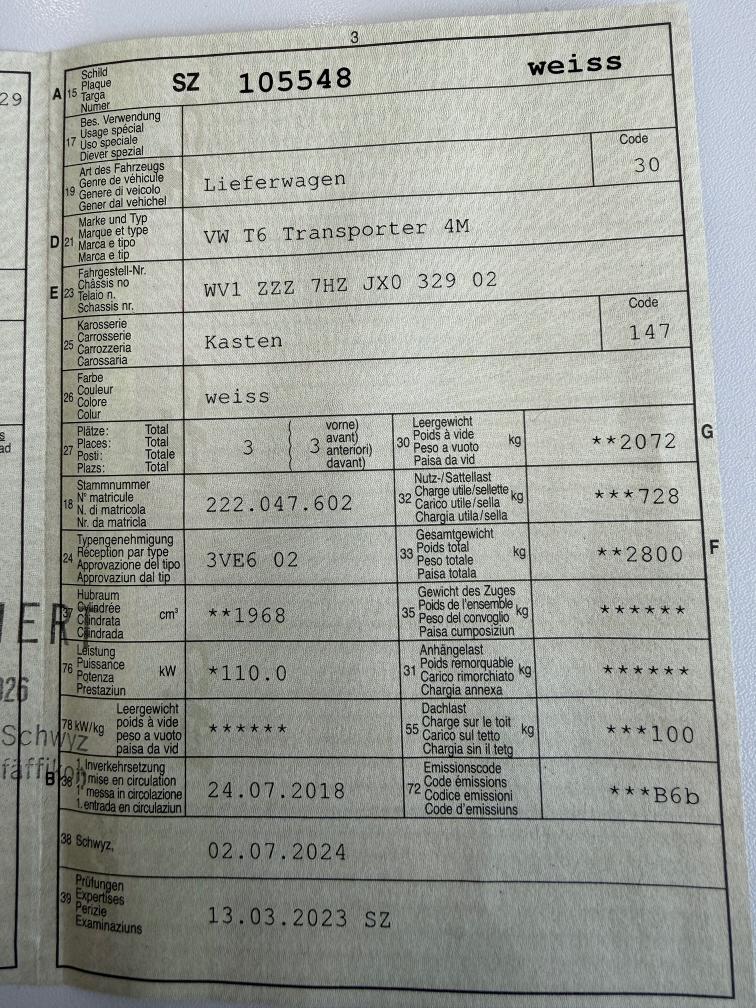 3
29
A 15 Schild
Plaque
Targa
Numer
SZ 105548 weiss
17 Bes. Verwendung
Usage spécial
Uso speciale
Diever spezial
19 Art des Fahrzeugs
Genre de véhicule
Genere di veicolo
Gener dal vehichel
Lieferwagen
Code
30
D 21 Marke und Typ
Marque et type
Marca e tipo
Marca e tip
VW T6 Transporter 4M
E 23 Fahrgestell-Nr.
Châssis no
Telaio n.
Schassis nr.
WV1 ZZZ 7HZ JX0 329 02
25 Karosserie
Carrosserie
Carrozzeria
Carossaria
Kasten
Code
147
26 Farbe
Couleur
Colore
Colur
weiss
27 Plätze: Total
Places: Total
Posti: Totale
Plazs: Total
3
3
vorne)
avant)
anteriori)
davant)
30 Leergewicht
Poids à vide
Peso a vuoto
Paisa da vid
kg
**2072
G
18 Stammnummer
N° matricule
N. di matricola
Nr. da matricla
222.047.602
32 Nutz-/Sattellast
Charge utile/sellette
Carico utile/sella
Chargia utila/sella
kg
***728
24 Typengenehmigung
Réception par type
Approvazione del tipo
Approvaziun dal tip
3VE6 02
33 Gesamtgewicht
Poids total
Peso totale
Paisa totala
kg
**2800
F
37 Hubraum
Cylindrée
Cilindrata
Cilindrada
cm³
**1968
35 Gewicht des Zuges
Poids de l'ensemble
Peso del convoglio
Paisa cumposiziun
kg
******
76 Leistung
Puissance
Potenza
Prestaziun
kW
*110.0
31 Anhängelast
Poids remorquable
Carico rimorchiato
Chargia annexa
kg
******
78 kW/kg
Leergewicht
poids à vide
peso a vuoto
paisa da vid
******
55 Dachlast
Charge sur le toit
Carico sul tetto
Chargia sin il tetg
kg
***100
B 36 1. Inverkehrsetzung
1re mise en circulation
1a messa in circolazione
1. entrada en circulaziun
24.07.2018
72 Emissionscode
Code émissions
Codice emissioni
Code d'emissiuns
***B6b
38 Schwyz,
02.07.2024
39 Prüfungen
Expertises
Perizie
Examinaziuns
13.03.2023 SZ
326
Schwyz